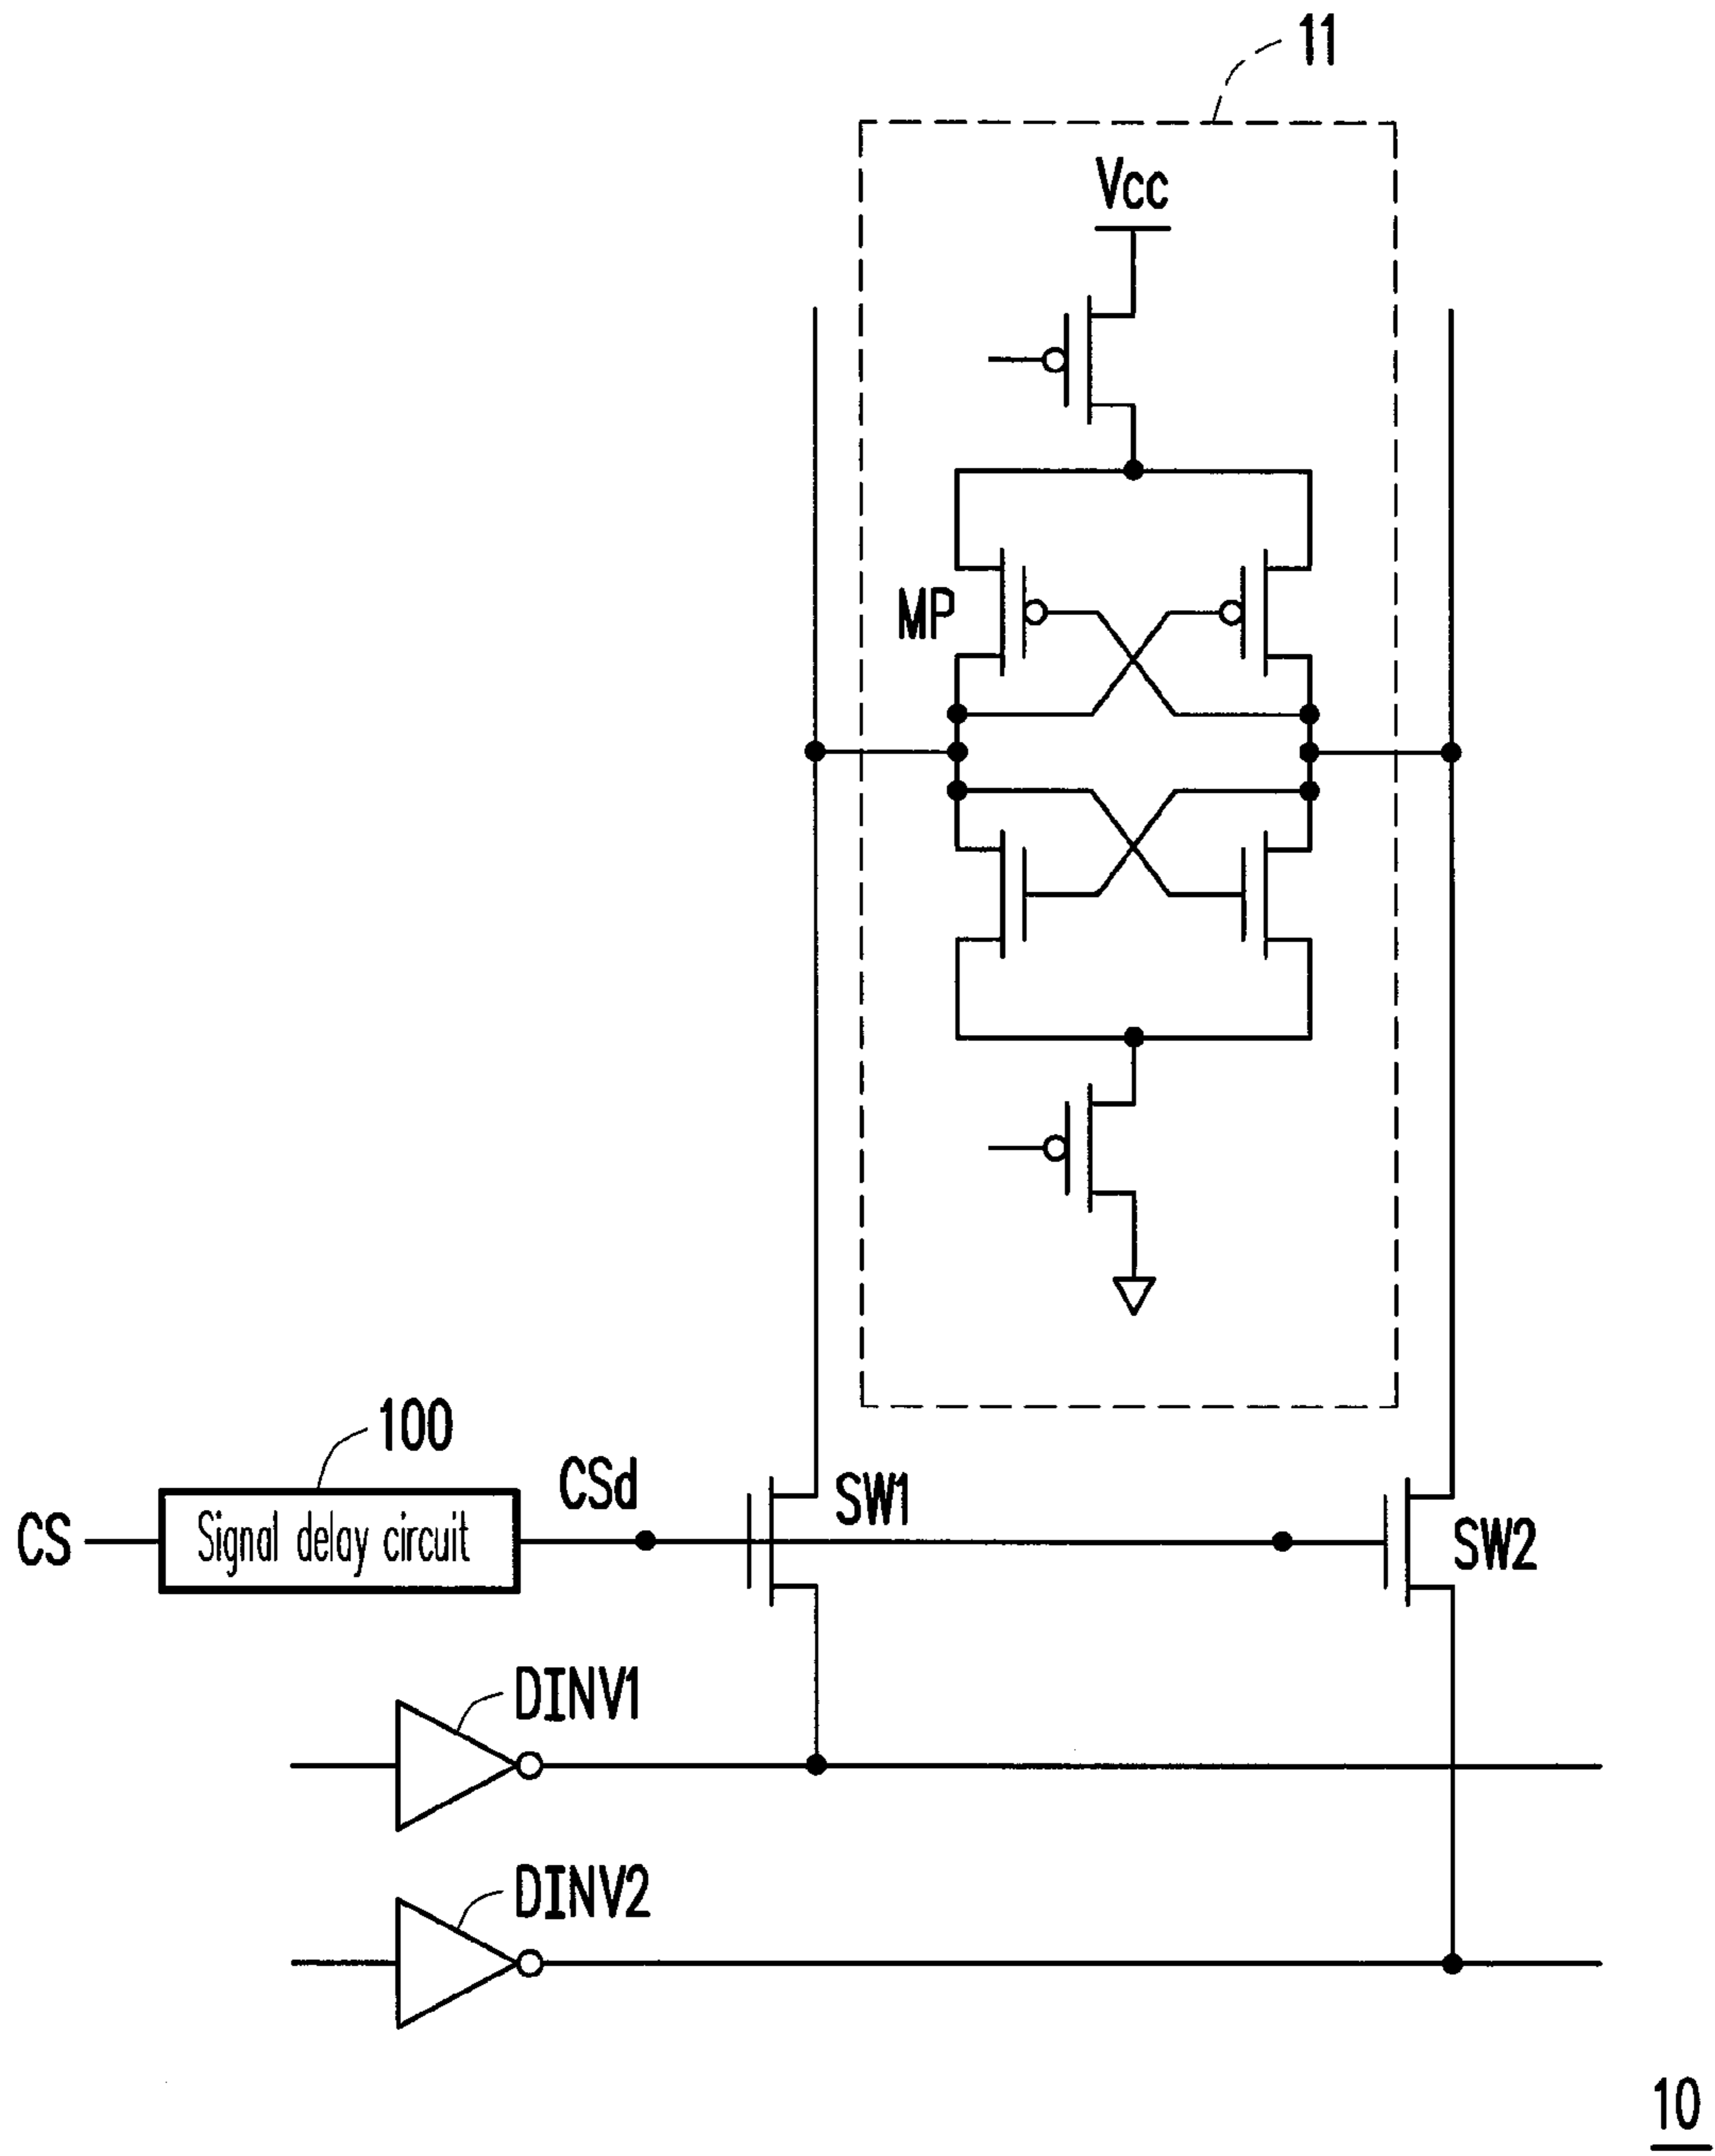 11
Vcc
MP
100
CS
Signal delay circuit
CSd
SW1
SW2
DINV1
DINV2
10